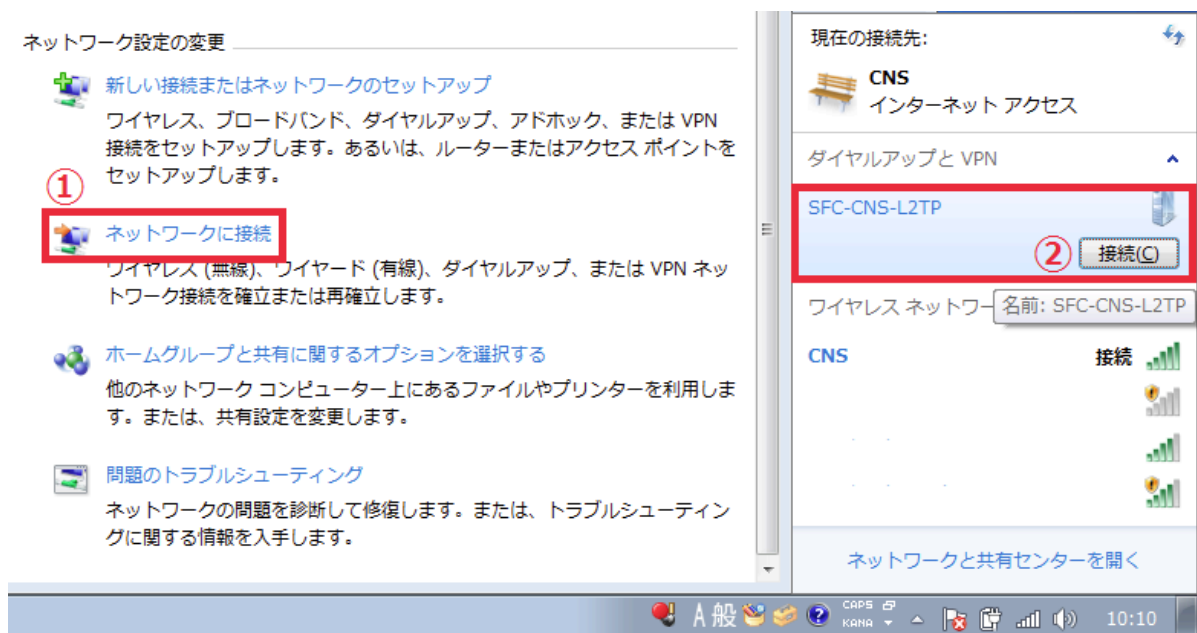 ネットワーク設定の変更
新しい接続またはネットワークのセットアップ
ワイヤレス、ブロードバンド、ダイヤルアップ、アドホック、または VPN
接続をセットアップします。あるいは、ルーターまたはアクセス ポイントを
セットアップします。
①
ネットワークに接続
ワイヤレス (無線)、ワイヤード (有線)、ダイヤルアップ、または VPN ネッ
トワーク接続を確立または再確立します。
ホームグループと共有に関するオプションを選択する
他のネットワーク コンピューター上にあるファイルやプリンターを利用しま
す。または、共有設定を変更します。
問題のトラブルシューティング
ネットワークの問題を診断して修復します。または、トラブルシューティン
グに関する情報を入手します。
現在の接続先:
CNS
インターネット アクセス
ダイヤルアップと VPN
SFC-CNS-L2TP
② 接続(C)
ワイヤレス ネットワー
名前: SFC-CNS-L2TP
CNS 接続
ネットワークと共有センターを開く
A 般 CAPS
KANA
10:10